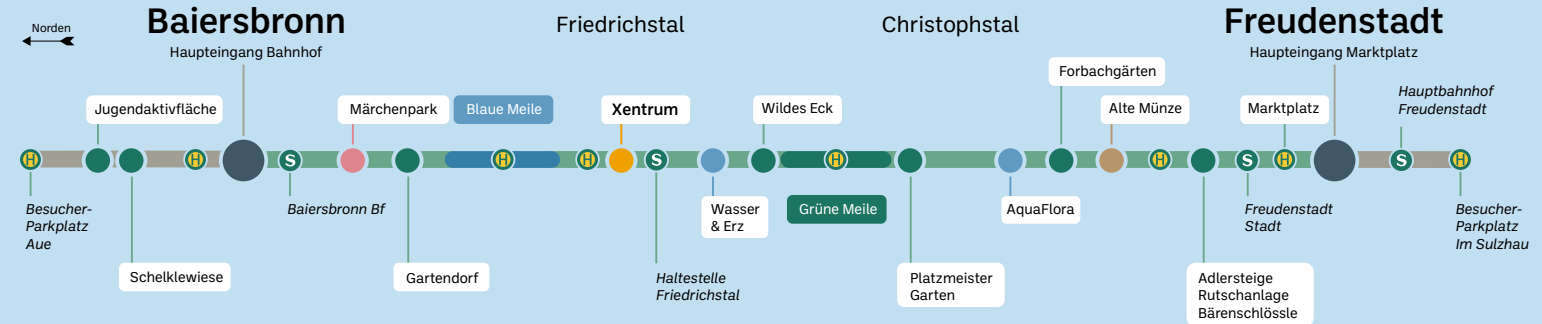 Norden
Baiersbronn
Haupteingang Bahnhof
Friedrichstal
Christophstal
Freudenstadt
Haupteingang Marktplatz
Jugendaktivfläche
Märchenpark
Blaue Meile
Xentrum
Wildes Eck
Forbachgärten
Alte Münze
Marktplatz
Hauptbahnhof
Freudenstadt
H
H
S
H
H
S
H
H
S
H
S
H
Besucher-
Parkplatz
Aue
Schelklewiese
Baiersbronn Bf
Gartendorf
Haltestelle
Friedrichstal
Wasser
& Erz
Grüne Meile
Platzmeister
Garten
AquaFlora
Adlersteige
Rutschanlage
Bärenschlössle
Freudenstadt
Stadt
Besucher-
Parkplatz
Im Sulzhau